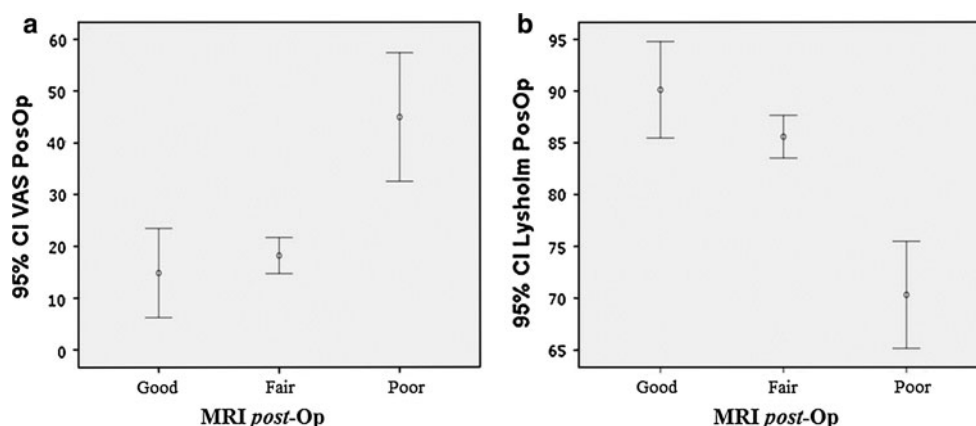 a
95% CI VAS PosOp
60
50
40
30
20
10
0
Good Fair Poor
MRI post-Op
b
95% CI Lysholm PosOp
95
90
85
80
75
70
65
Good Fair Poor
MRI post-Op